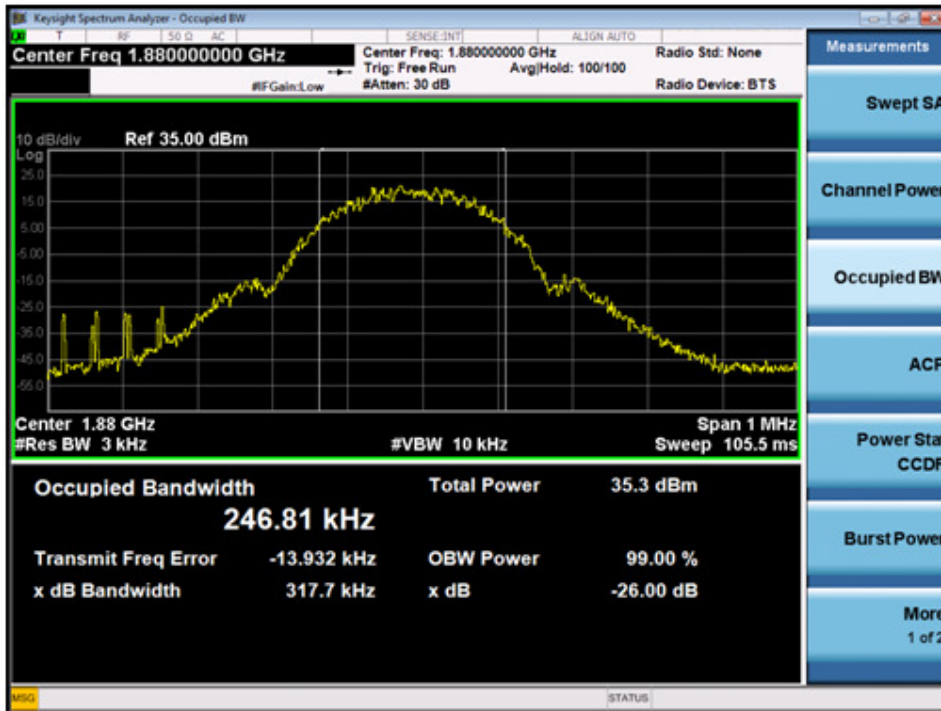 Keysight Spectrum Analyzer - Occupied BW
T RF 50 Ω AC SENSE:INT ALIGN AUTO
Center Freq 1.880000000 GHz
Center Freq: 1.880000000 GHz
Radio Std: None
Trig: Free Run Avg|Hold: 100/100
#IFGain:Low
#Atten: 30 dB
Radio Device: BTS
10 dB/div Ref 35.00 dBm
Log
25.0
15.0
5.00
-5.00
-15.0
-25.0
-35.0
-45.0
-55.0
Center 1.88 GHz Span 1 MHz
#Res BW 3 kHz #VBW 10 kHz Sweep 105.5 ms
Occupied Bandwidth Total Power 35.3 dBm
246.81 kHz
Transmit Freq Error -13.932 kHz OBW Power 99.00 %
x dB Bandwidth 317.7 kHz x dB -26.00 dB
Measurements
Swept SA
Channel Power
Occupied BW
ACP
Power Sta
CCDF
Burst Power
More
1 of 2
MSG STATUS